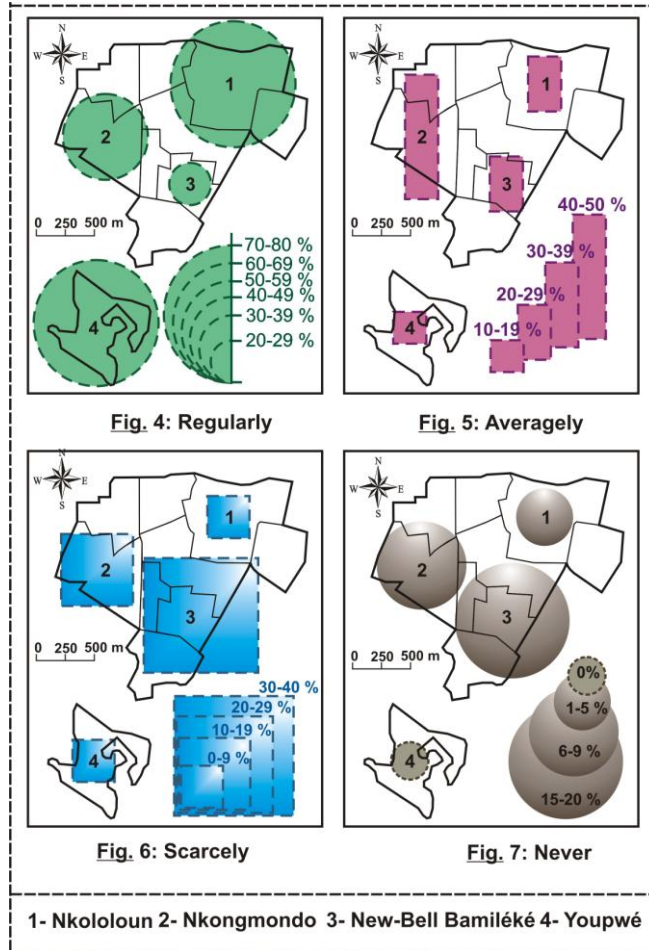 N
W E
S
1
2
3
0 250 500 m
4
70-80 %
60-69 %
50-59 %
40-49 %
30-39 %
20-29 %
Fig. 4: Regularly
N
W E
S
1
2
3
0 250 500 m
4
40-50 %
30-39 %
20-29 %
10-19 %
Fig. 5: Averagely
N
W E
S
1
2
3
0 250 500 m
4
30-40 %
20-29 %
10-19 %
0-9 %
Fig. 6: Scarcely
N
W E
S
1
2
3
0 250 500 m
4
0%
1-5 %
6-9 %
15-20 %
Fig. 7: Never
1- Nkololoun 2- Nkongmondo 3- New-Bell Bamiléké 4- Youpwé